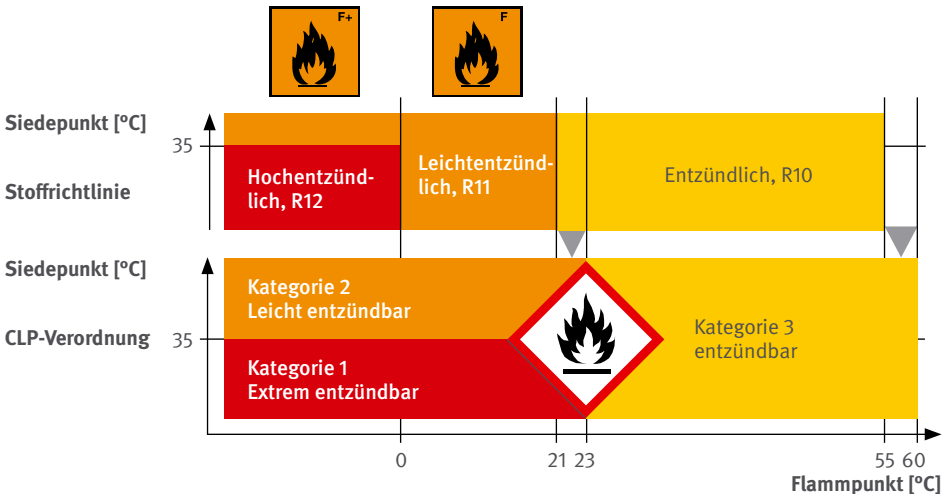 F+
F
Siedepunkt [°C]
35
Stoffrichtlinie
Hochentzünd-
lich, R12
Leichtentzünd-
lich, R11
Entzündlich, R10
Siedepunkt [°C]
CLP-Verordnung
35
Kategorie 2
Leicht entzündbar
Kategorie 1
Extrem entzündbar
Kategorie 3
entzündbar
0
21 23
55 60
Flammpunkt [°C]